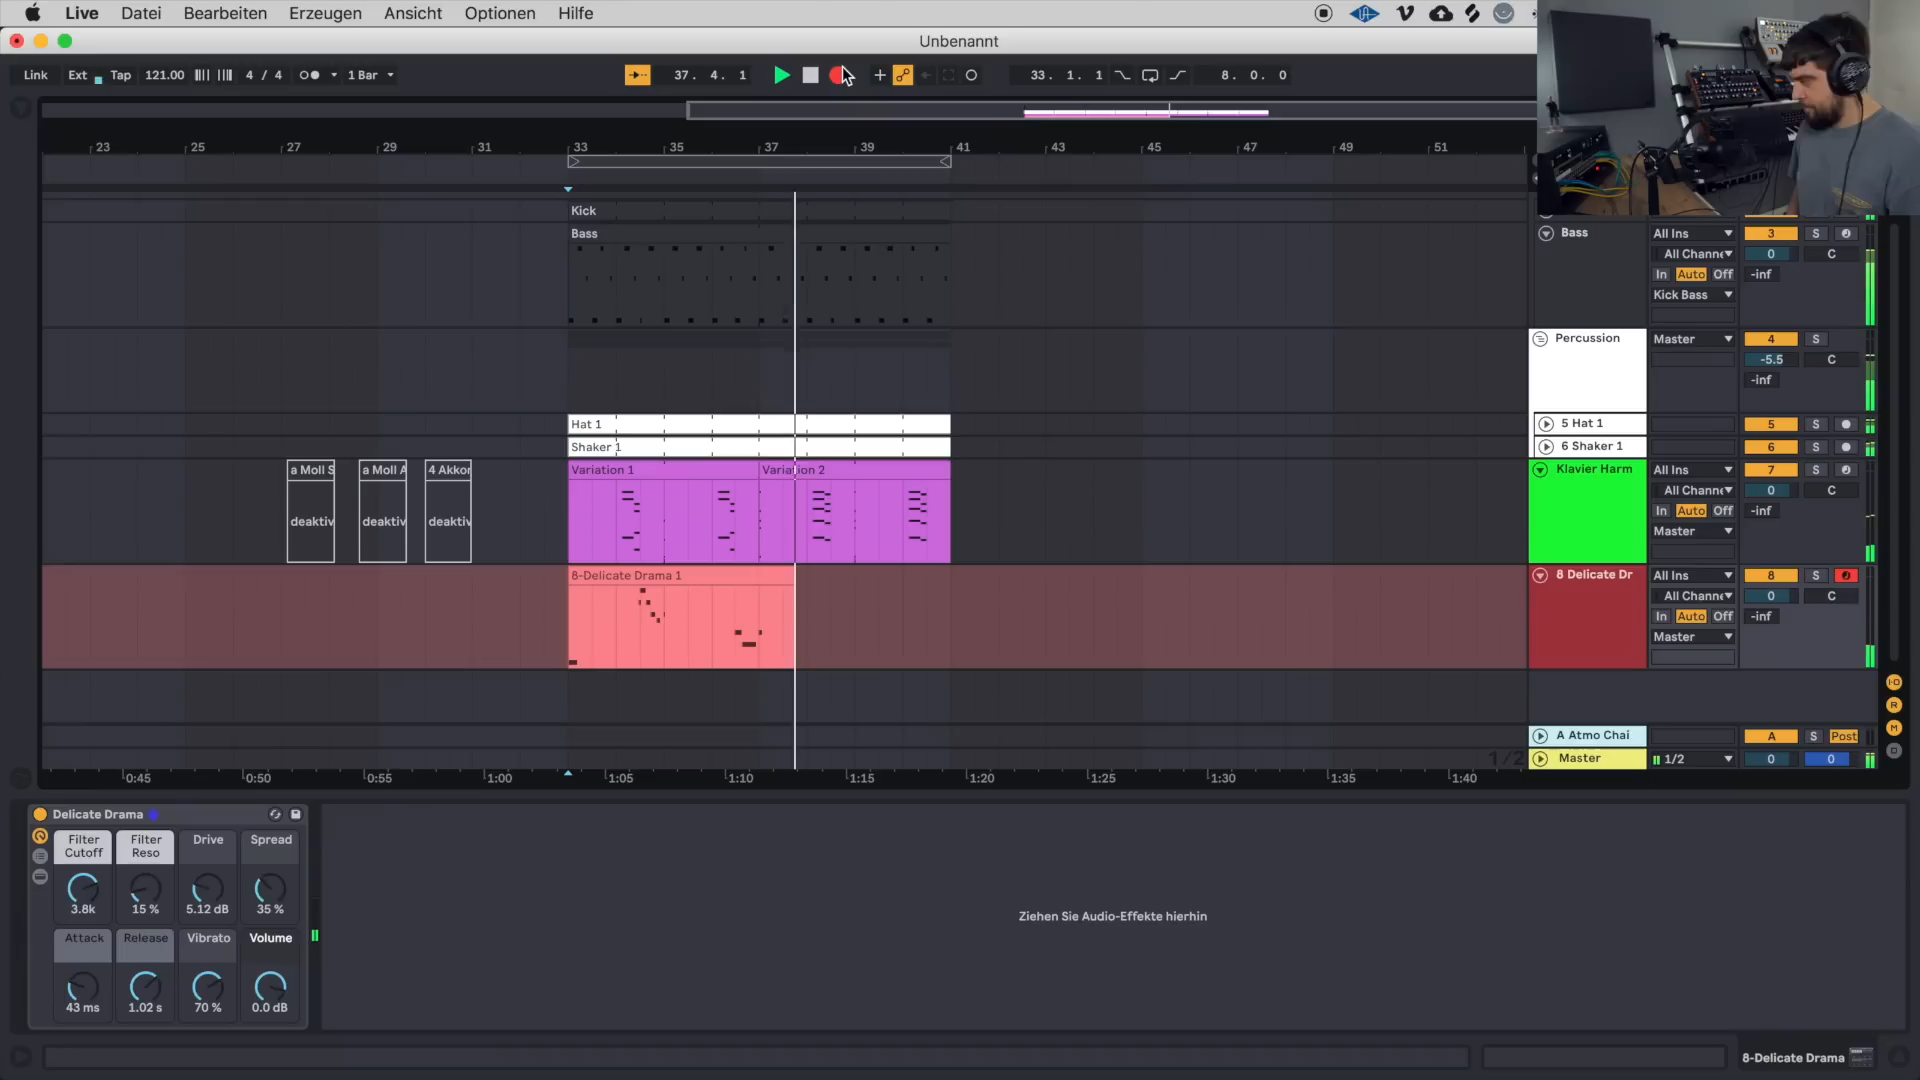 Live Datei Bearbeiten Erzeugen Ansicht Optionen Hilfe
Unbenannt
Link Ext Tap 121.00 4 / 4 1 Bar 37. 4. 1 33. 1. 1 8. 0. 0
23 25 27 29 31 33 35 37 39 41 43 45 47 49 51
Kick
Bass
Bass All Ins 3 S
All Channe 0 C
In Auto Off -inf
Kick Bass
Percussion Master 4 S
-5.5 C
-inf
Hat 1 5 Hat 1 5 S
Shaker 1 6 Shaker 1 6 S
a Moll S a Moll A 4 Akkor Variation 1 Variation 2 Klavier Harm All Ins 7 S
All Channe 0 C
deaktiv deaktiv deaktiv In Auto Off -inf
Master
8-Delicate Drama 1 8 Delicate Dr All Ins 8 S
All Channe 0 C
In Auto Off -inf
Master
A Atmo Chai A S Post
1/2 Master 1/2 0 0
0:45 0:50 0:55 1:00 1:05 1:10 1:15 1:20 1:25 1:30 1:35 1:40
Delicate Drama
Filter Cutoff Filter Reso Drive Spread
3.8k 15 % 5.12 dB 35 %
Attack Release Vibrato Volume
43 ms 1.02 s 70 % 0.0 dB
Ziehen Sie Audio-Effekte hierhin
8-Delicate Drama